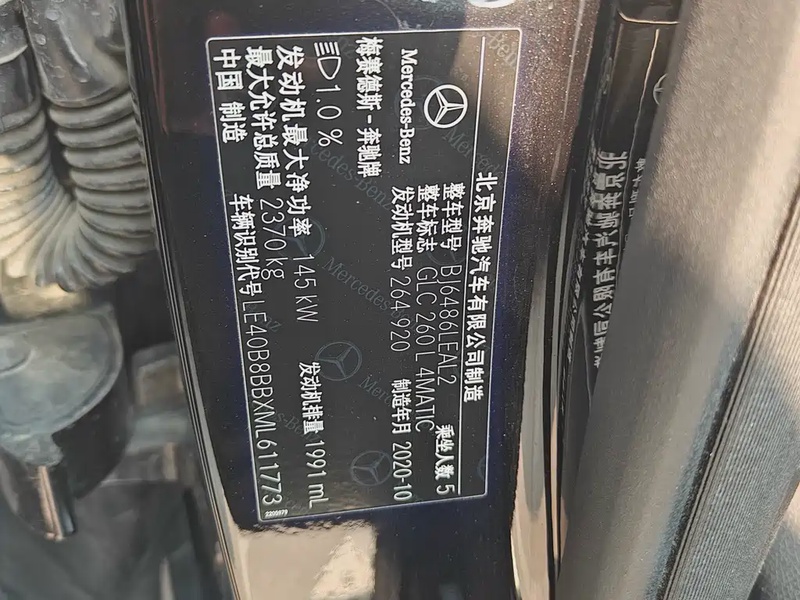 北京奔驰汽车有限公司制造
Mercedes-Benz
梅赛德斯-奔驰牌
整车型号 BJ6486LEAL2
乘坐人数 5
整车标志 GLC 260 L 4MATIC
发动机型号 264 920
制造年月 2020-10
1.0 %
发动机最大净功率 145 kW
发动机排量 1991 mL
最大允许总质量 2370 kg
中国 制造
车辆识别代号 LE40B8BBXML611773
2200879